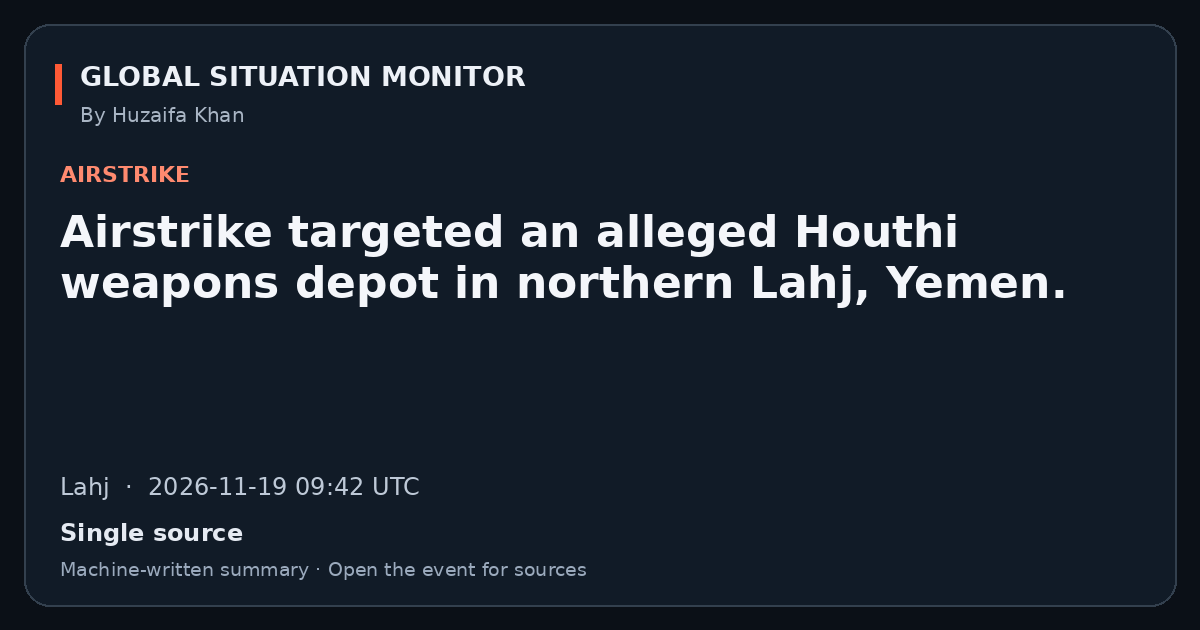 GLOBAL SITUATION MONITOR
By Huzaifa Khan
AIRSTRIKE
Airstrike targeted an alleged Houthi
weapons depot in northern Lahj, Yemen.
Lahj · 2026-11-19 09:42 UTC
Single source
Machine-written summary · Open the event for sources